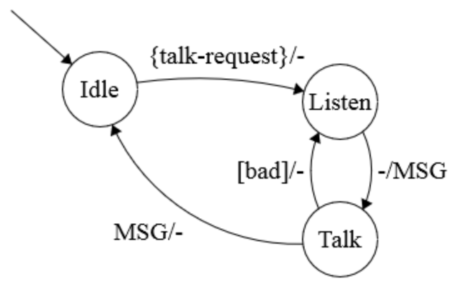 {talk-request}/-
Idle
Listen
[bad]/-
-/MSG
MSG/-
Talk